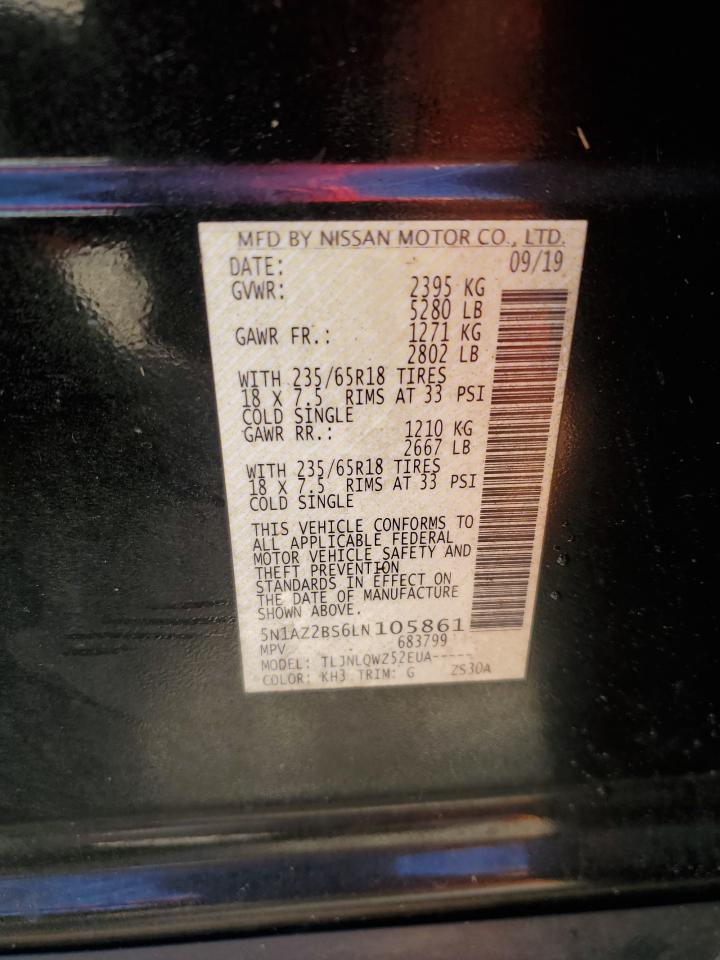 MFD BY NISSAN MOTOR CO., LTD.
DATE: 09/19
GVWR: 2395 KG
5280 LB
GAWR FR.: 1271 KG
2802 LB
WITH 235/65R18 TIRES
18 X 7.5 RIMS AT 33 PSI
COLD SINGLE
GAWR RR.: 1210 KG
2667 LB
WITH 235/65R18 TIRES
18 X 7.5 RIMS AT 33 PSI
COLD SINGLE
THIS VEHICLE CONFORMS TO
ALL APPLICABLE FEDERAL
MOTOR VEHICLE SAFETY AND
THEFT PREVENTION
STANDARDS IN EFFECT ON
THE DATE OF MANUFACTURE
SHOWN ABOVE.
5N1AZ2BS6LN105861
MPV 683799
MODEL: TLJNLQWZ52EUA-----
COLOR: KH3 TRIM: G ZS30A